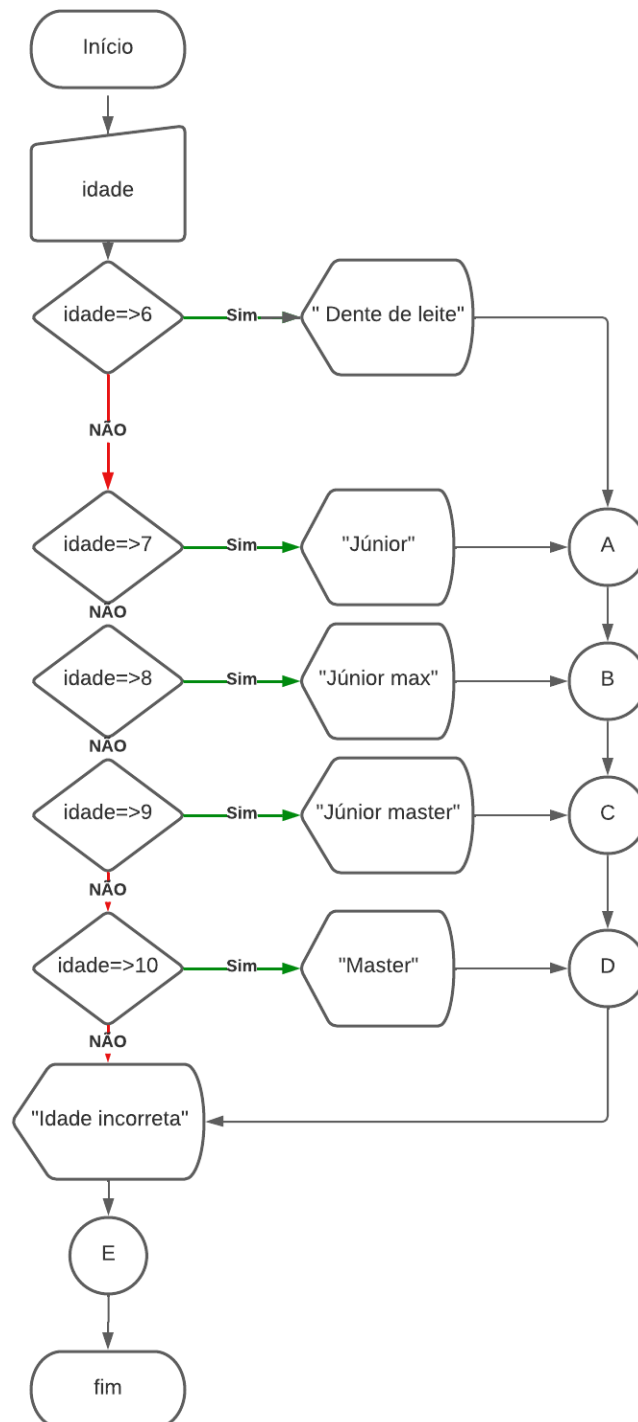 Início
idade
idade=>6
Sim
" Dente de leite"
NÃO
idade=>7
Sim
"Júnior"
A
NÃO
idade=>8
Sim
"Júnior max"
B
NÃO
idade=>9
Sim
"Júnior master"
C
NÃO
idade=>10
Sim
"Master"
D
NÃO
"Idade incorreta"
E
fim